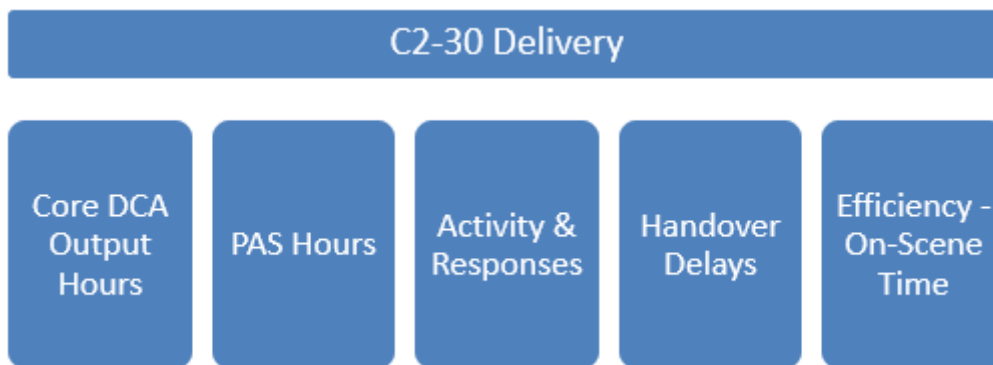 C2-30 Delivery
Core DCA
Output
Hours
PAS Hours
Activity &
Responses
Handover
Delays
Efficiency -
On-Scene
Time